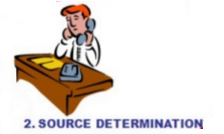 2. SOURCE DETERMINATION